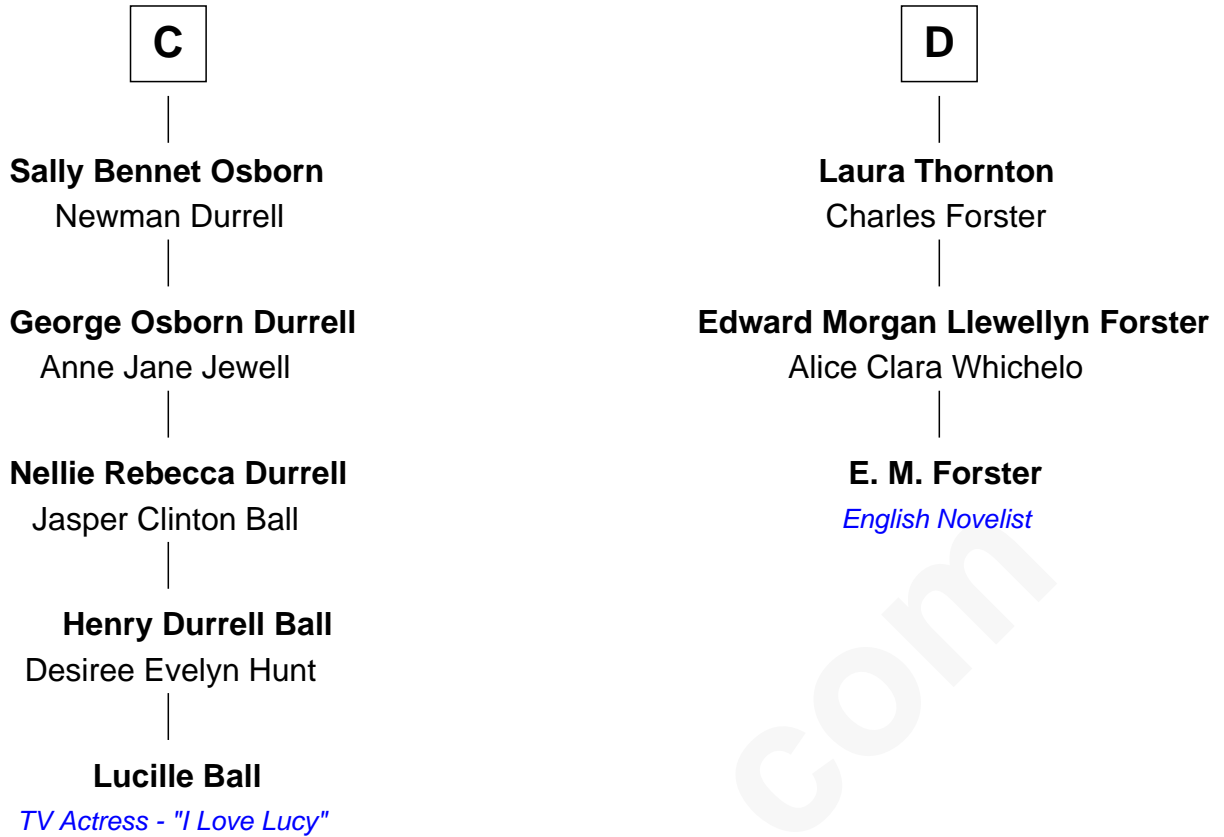 C
Sally Bennet Osborn
Newman Durrell
George Osborn Durrell
Anne Jane Jewell
Nellie Rebecca Durrell
Jasper Clinton Ball
Henry Durrell Ball
Desiree Evelyn Hunt
Lucille Ball
TV Actress - "I Love Lucy"
D
Laura Thornton
Charles Forster
Edward Morgan Llewellyn Forster
Alice Clara Whichelo
E. M. Forster
English Novelist
com